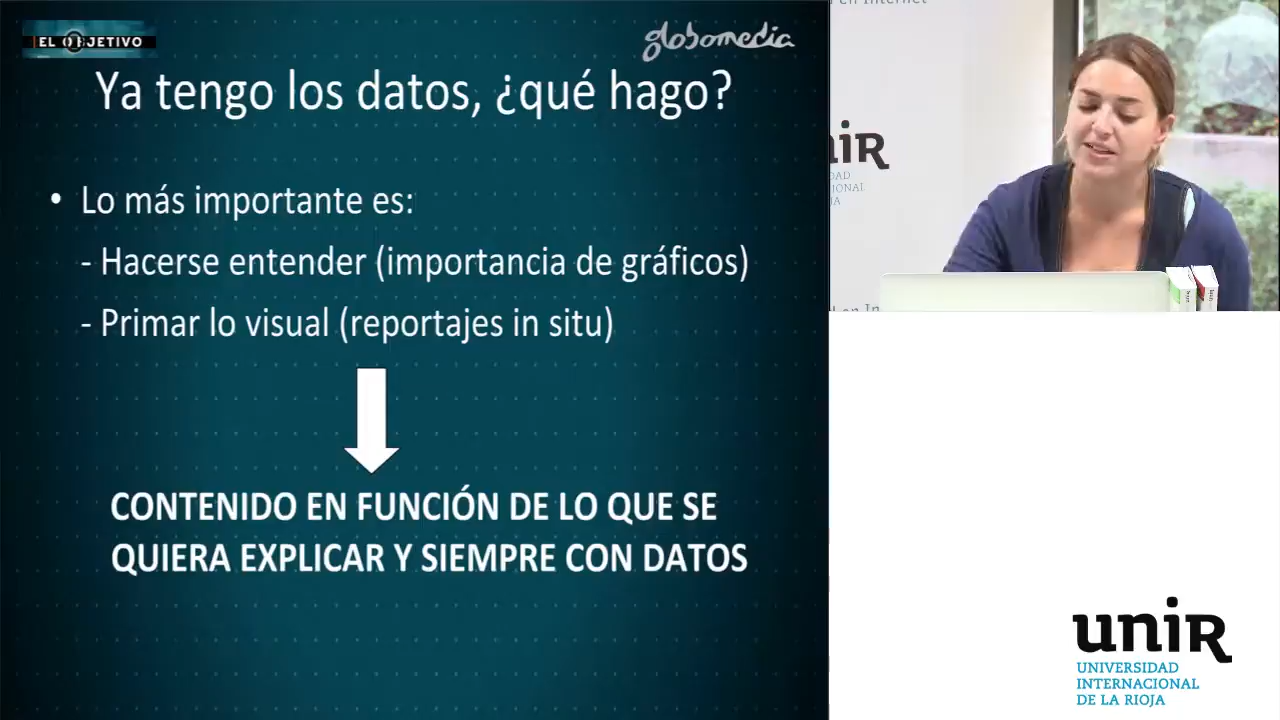 EL OBJETIVO
globomedia
Ya tengo los datos, ¿qué hago?
• Lo más importante es:
- Hacerse entender (importancia de gráficos)
- Primar lo visual (reportajes in situ)
CONTENIDO EN FUNCIÓN DE LO QUE SE
QUIERA EXPLICAR Y SIEMPRE CON DATOS
en Internet
unir
UNIVERSIDAD
INTERNACIONAL
DE LA RIOJA